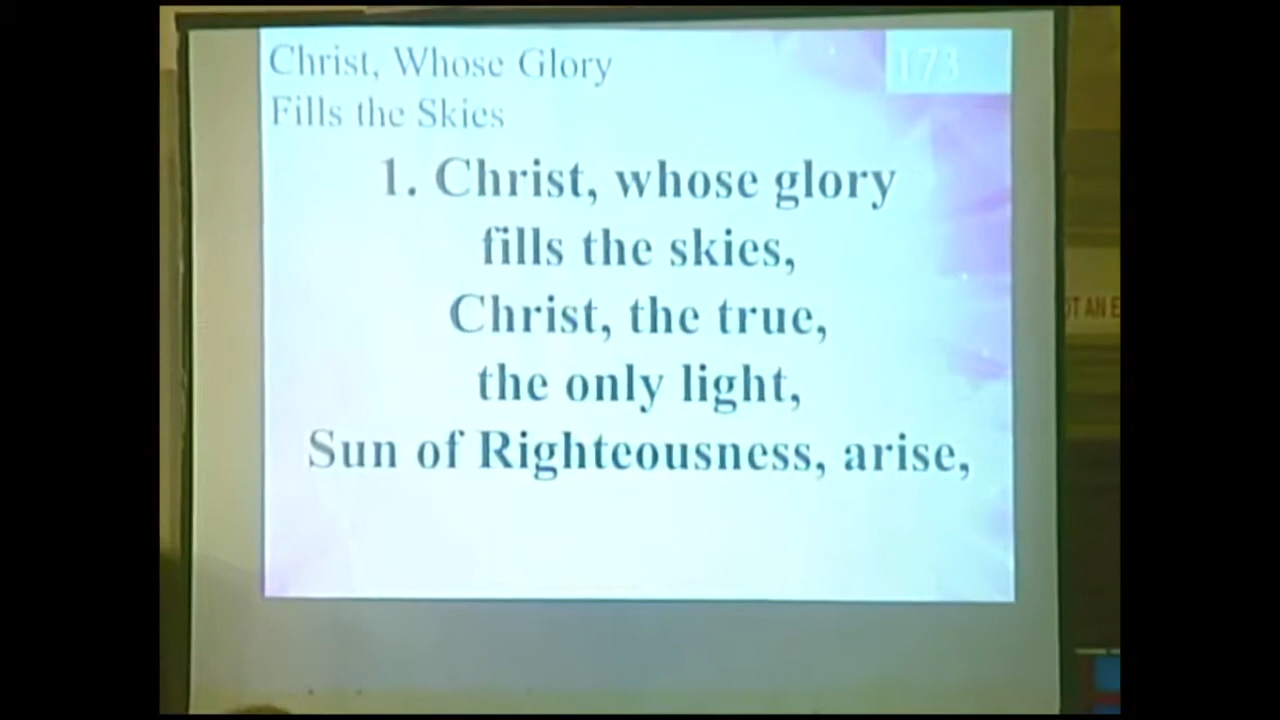 Christ, Whose Glory
173
Fills the Skies
1. Christ, whose glory
fills the skies,
Christ, the true,
the only light,
Sun of Righteousness, arise,